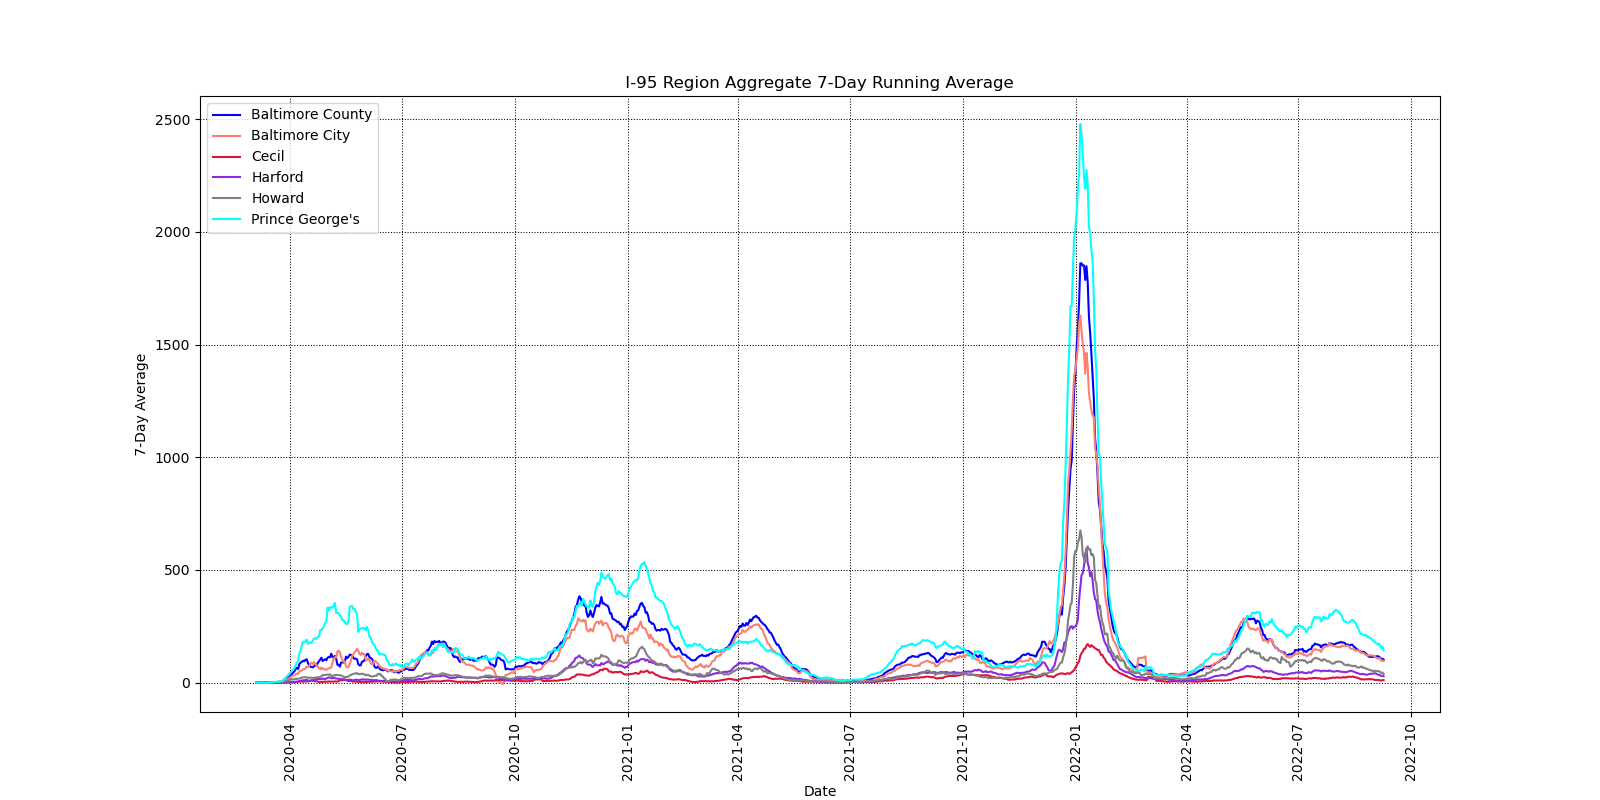 I-95 Region Aggregate 7-Day Running Average
Baltimore County
Baltimore City
Cecil
Harford
Howard
Prince George's
2500
2000
1500
1000
500
0
7-Day Average
2020-04
2020-07
2020-10
2021-01
2021-04
2021-07
2021-10
2022-01
2022-04
2022-07
2022-10
Date